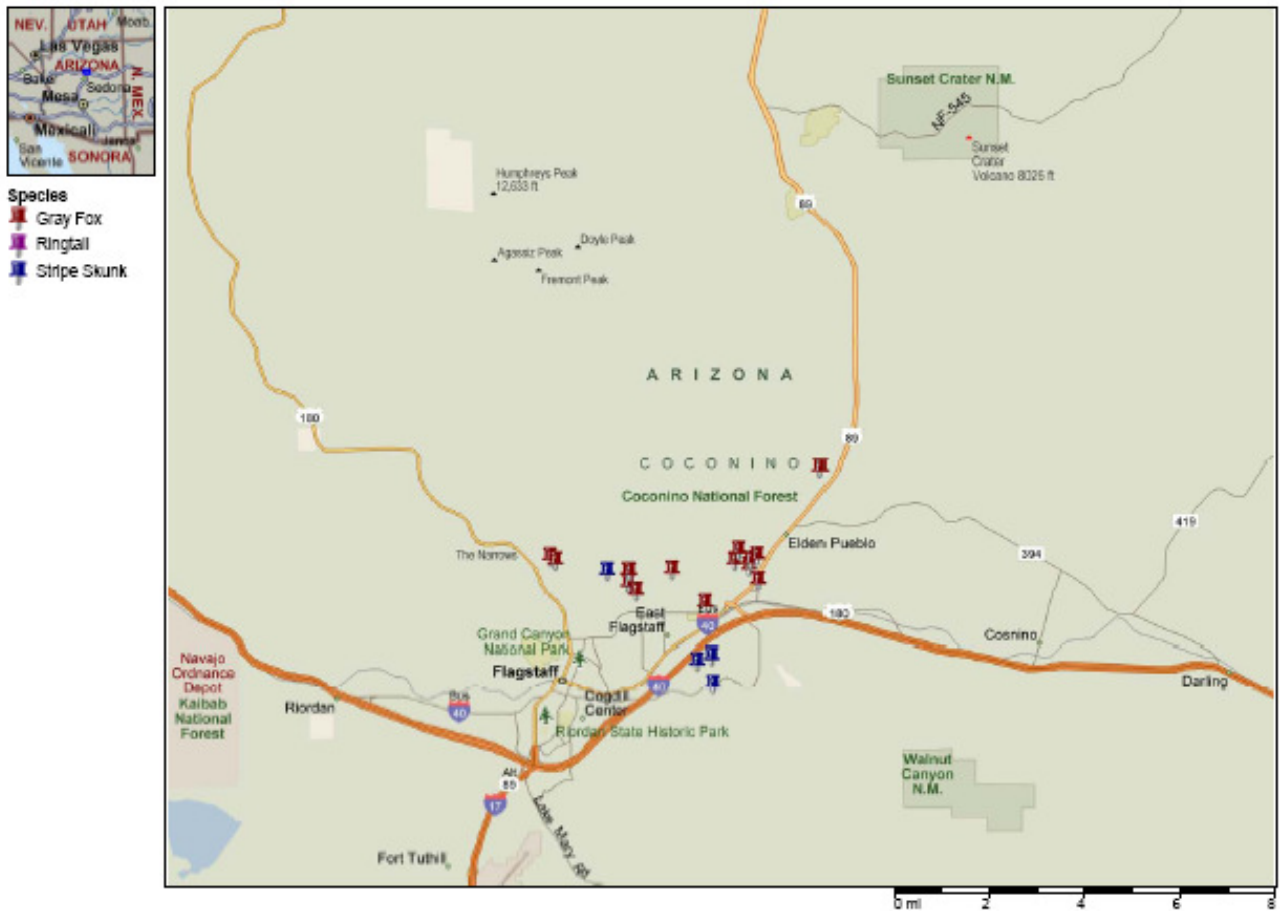 NEV. UTAH Moab.
Las Vegas
ARIZONA
Bake
Sedona
Mesa
N. MEX.
Mexicali
San
Vicente
Janos
SONORA
Species
Gray Fox
Ringtail
Stripe Skunk
Sunset Crater N.M.
NF-545
Sunset
Crater
Volcano 8026 ft
Humphreys Peak
12,633 ft
89
Doyle Peak
Agassiz Peak
Fremont Peak
ARIZONA
180
89
COCONINO
Coconino National Forest
419
The Narrows
Elden Pueblo
394
180
East
Flagstaff
40
Cosnino
Grand Canyon
National Park
Navajo
Ordnance
Depot
Kaibab
National
Forest
Flagstaff
40
Darling
Riordan
Bus
40
Cogdill
Center
Riordan State Historic Park
Walnut
Canyon
N.M.
Alt
89
17
Lake Mary Rd
Fort Tuthill
0 mi 2 4 6 8